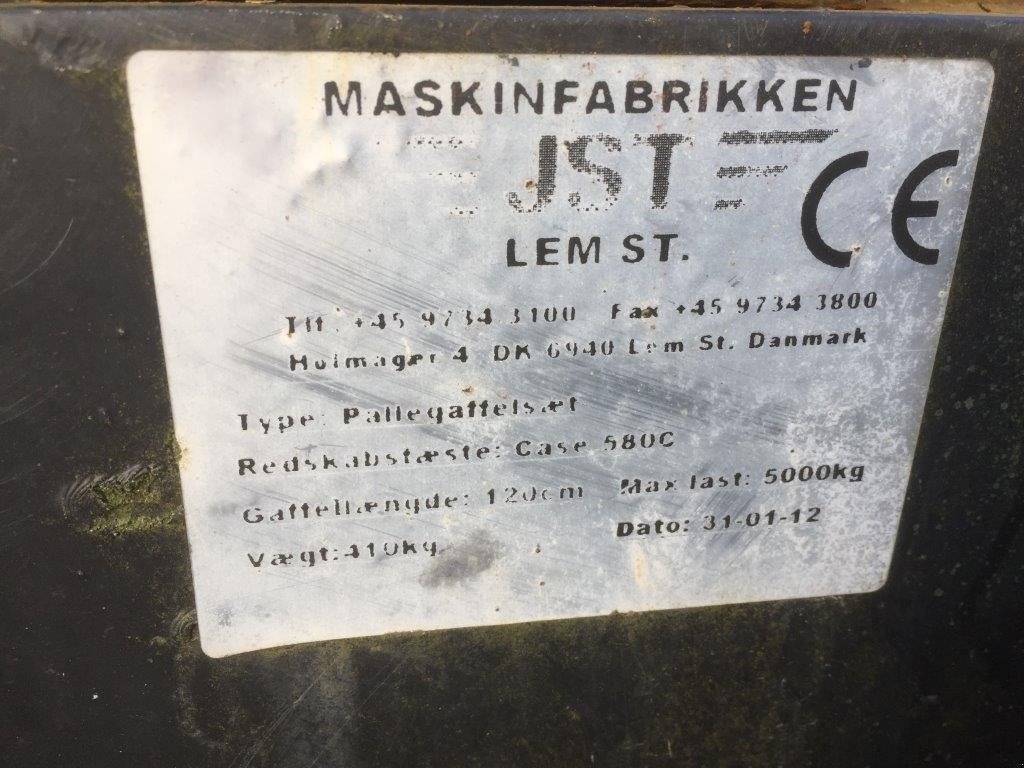 MASKINFABRIKKEN
JST
CE
LEM ST.
Tlf. +45 9734 3100 Fax +45 9734 3800
Holmager 4 DK 6940 Lem St. Danmark
Type: Pallegaffelsæt
Redskabsfæste: Case 580C
Gaffellængde: 120cm Max last: 5000kg
Vægt: 410kg Dato: 31-01-12